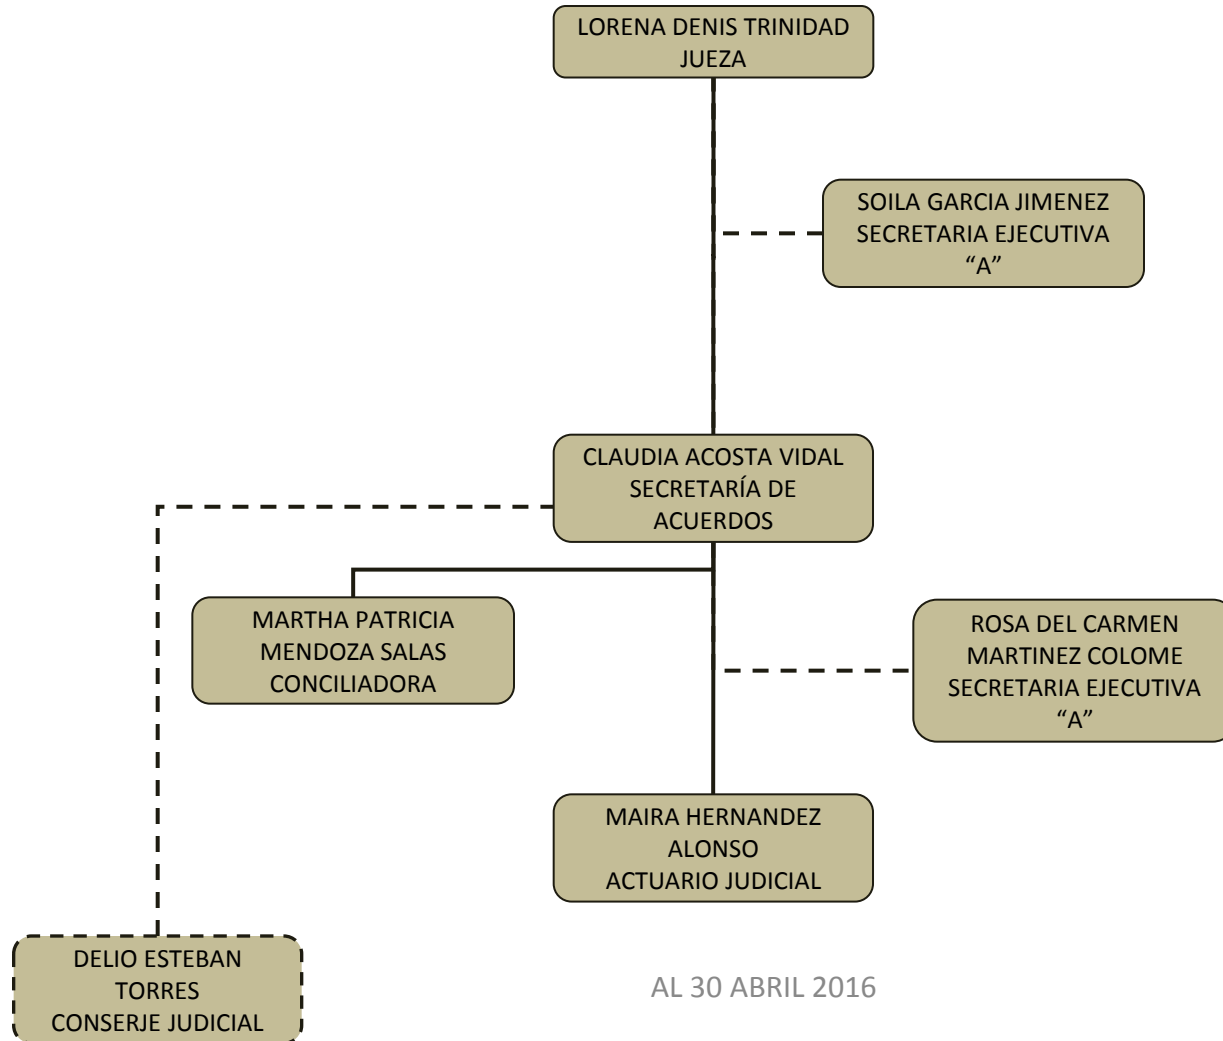 LORENA DENIS TRINIDAD
JUEZA
SOILA GARCIA JIMENEZ
SECRETARIA EJECUTIVA
“A”
CLAUDIA ACOSTA VIDAL
SECRETARÍA DE
ACUERDOS
MARTHA PATRICIA
MENDOZA SALAS
CONCILIADORA
ROSA DEL CARMEN
MARTINEZ COLOME
SECRETARIA EJECUTIVA
“A”
MAIRA HERNANDEZ
ALONSO
ACTUARIO JUDICIAL
DELIO ESTEBAN
TORRES
CONSERJE JUDICIAL
AL 30 ABRIL 2016